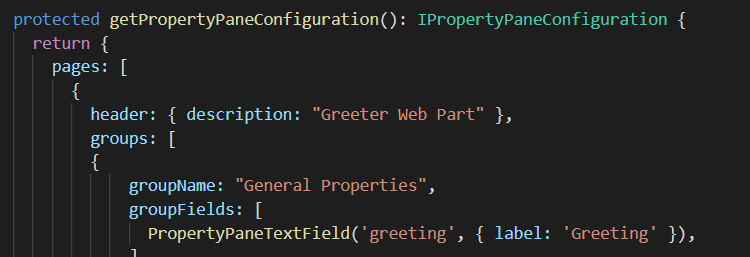 protected getPropertyPaneConfiguration(): IPropertyPaneConfiguration {
return {
pages: [
{
header: { description: "Greeter Web Part" },
groups: [
{
groupName: "General Properties",
groupFields: [
PropertyPaneTextField('greeting', { label: 'Greeting' }),
]